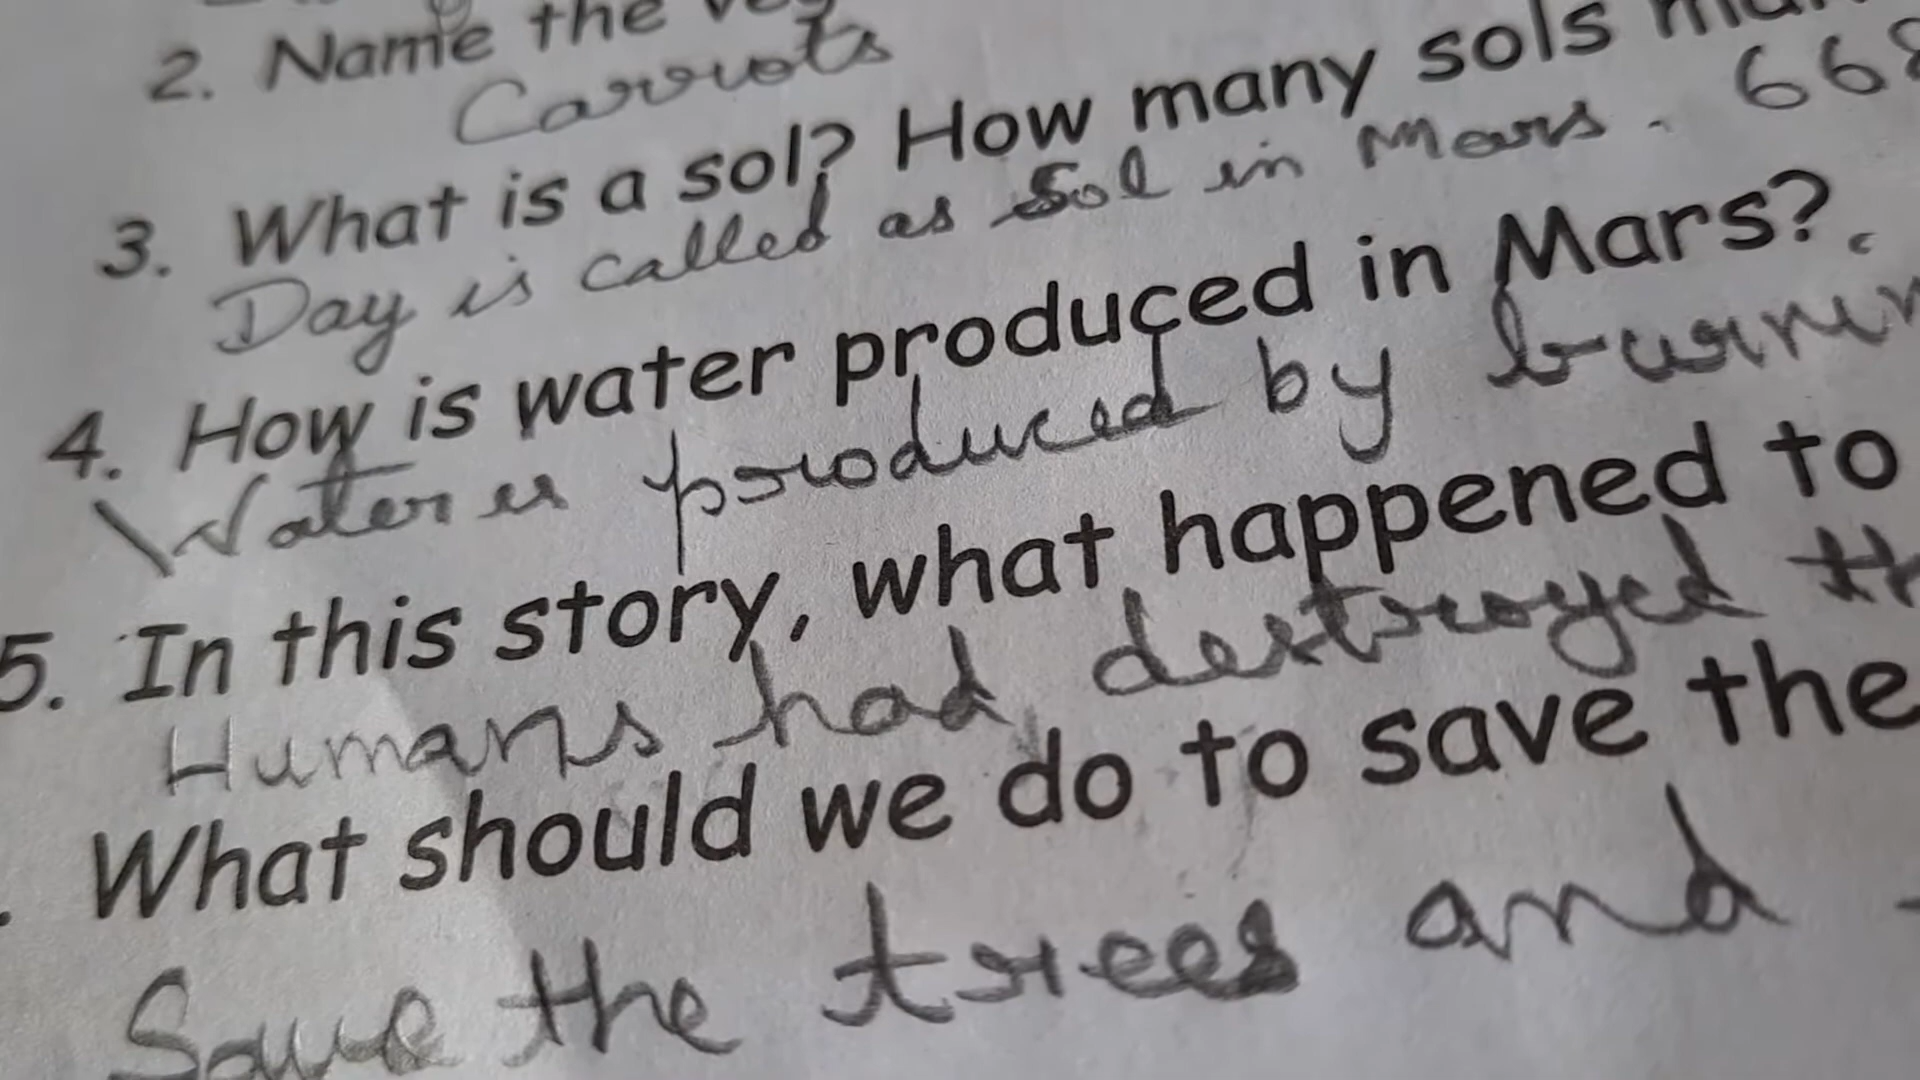 2. Name the
Carrots
3. What is a sol? How many sols
Day is called as Sol in Mars. 668
4. How is water produced in Mars?
Water is produced by
5. In this story, what happened to
Humans had destroyed
What should we do to save the
Save the trees and